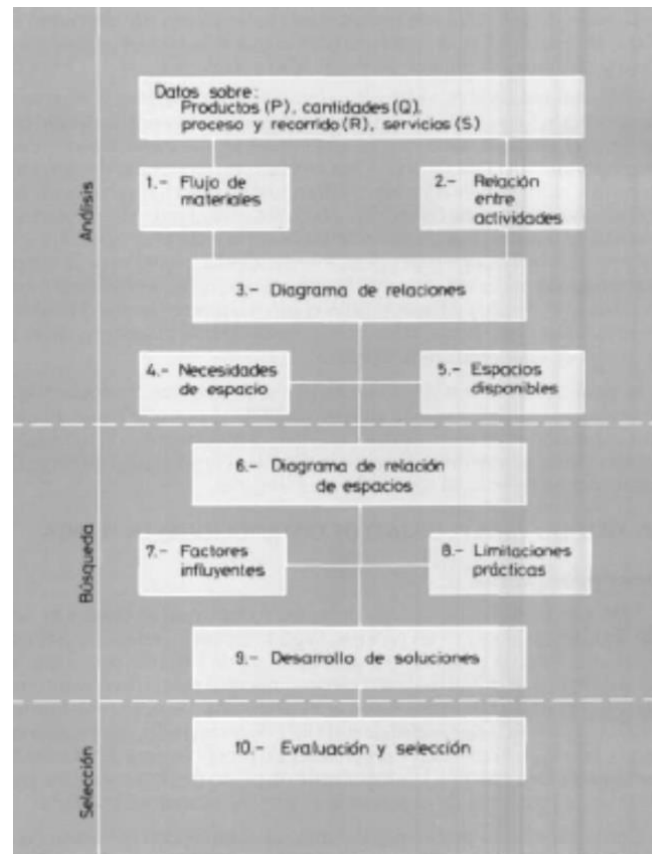 Datos sobre:
Productos (P), cantidades (Q),
proceso y recorrido (R), servicios (S)
1.- Flujo de
materiales
2.- Relación
entre
actividades
3.- Diagrama de relaciones
4.- Necesidades
de espacio
5.- Espacios
disponibles
6.- Diagrama de relación
de espacios
7.- Factores
influyentes
8.- Limitaciones
prácticas
9.- Desarrollo de soluciones
10.- Evaluación y selección
Análisis
Búsqueda
Selección